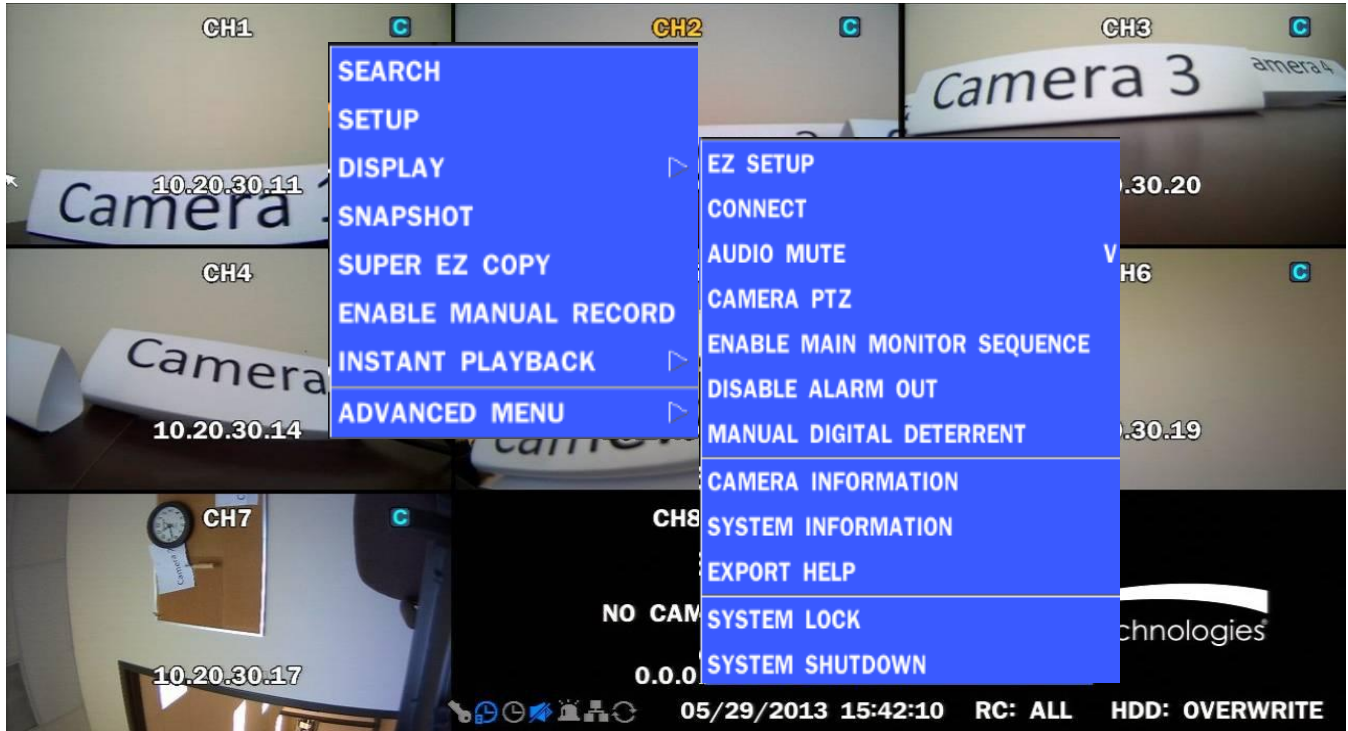 CH1 C
CH2 C
CH3 C
Camera 3
amera4
10.20.30.11
Camera
.30.20
SEARCH
SETUP
DISPLAY
SNAPSHOT
SUPER EZ COPY
ENABLE MANUAL RECORD
INSTANT PLAYBACK
ADVANCED MENU
EZ SETUP
CONNECT
AUDIO MUTE V
CAMERA PTZ
ENABLE MAIN MONITOR SEQUENCE
DISABLE ALARM OUT
MANUAL DIGITAL DETERRENT
CAMERA INFORMATION
SYSTEM INFORMATION
EXPORT HELP
SYSTEM LOCK
SYSTEM SHUTDOWN
CH4
H6 C
Camera
10.20.30.14
.30.19
CH7 C
CH8
Camera
10.20.30.17
NO CAM
0.0.0
chnologies
05/29/2013 15:42:10 RC: ALL HDD: OVERWRITE